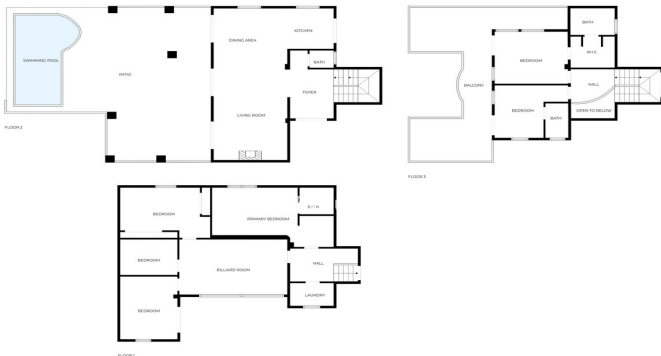 KITCHEN
DINING AREA
BATH
SWIMMING POOL
PATIO
FOYER
LIVING ROOM
FLOOR 2
BATH
W.I.C
BEDROOM
HALL
BALCONY
BEDROOM
OPEN TO BELOW
BATH
FLOOR 3
BEDROOM
PRIMARY BEDROOM
BEDROOM
BILLIARD ROOM
HALL
LAUNDRY
BEDROOM
FLOOR 1